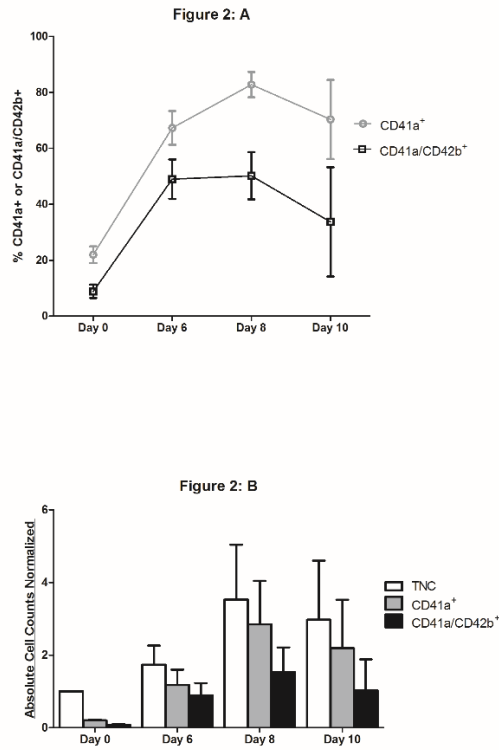 Figure 2: A
% CD41a+ or CD41a/CD42b+
100
80
60
40
20
0
Day 0 Day 6 Day 8 Day 10
CD41a+
CD41a/CD42b+
Figure 2: B
Absolute Cell Counts Normalized
6
4
2
0
Day 0 Day 6 Day 8 Day 10
TNC
CD41a+
CD41a/CD42b+